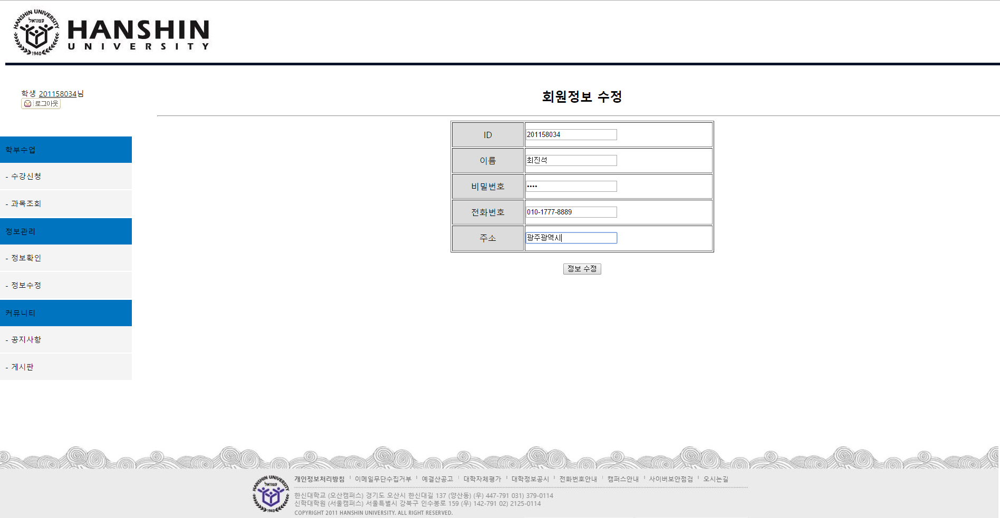 HANSHIN UNIVERSITY
עמנואל
1940
HANSHIN
UNIVERSITY
학생 201158034님
로그아웃
학부수업
- 수강신청
- 과목조회
정보관리
- 정보확인
- 정보수정
커뮤니티
- 공지사항
- 게시판
회원정보 수정
ID 201158034
이름 최진석
비밀번호 ••••
전화번호 010-1777-8889
주소 광주광역시
정보 수정
HANSHIN UNIVERSITY
עמנואל
1940
개인정보처리방침 | 이메일무단수집거부 | 예결산공고 | 대학자체평가 | 대학정보공시 | 전화번호안내 | 캠퍼스안내 | 사이버보안점검 | 오시는길
한신대학교 (오산캠퍼스) 경기도 오산시 한신대길 137 (양산동) (우) 447-791 031) 379-0114
신학대학원 (서울캠퍼스) 서울특별시 강북구 인수봉로 159 (우) 142-791 02) 2125-0114
COPYRIGHT 2011 HANSHIN UNIVERSITY. ALL RIGHT RESERVED.